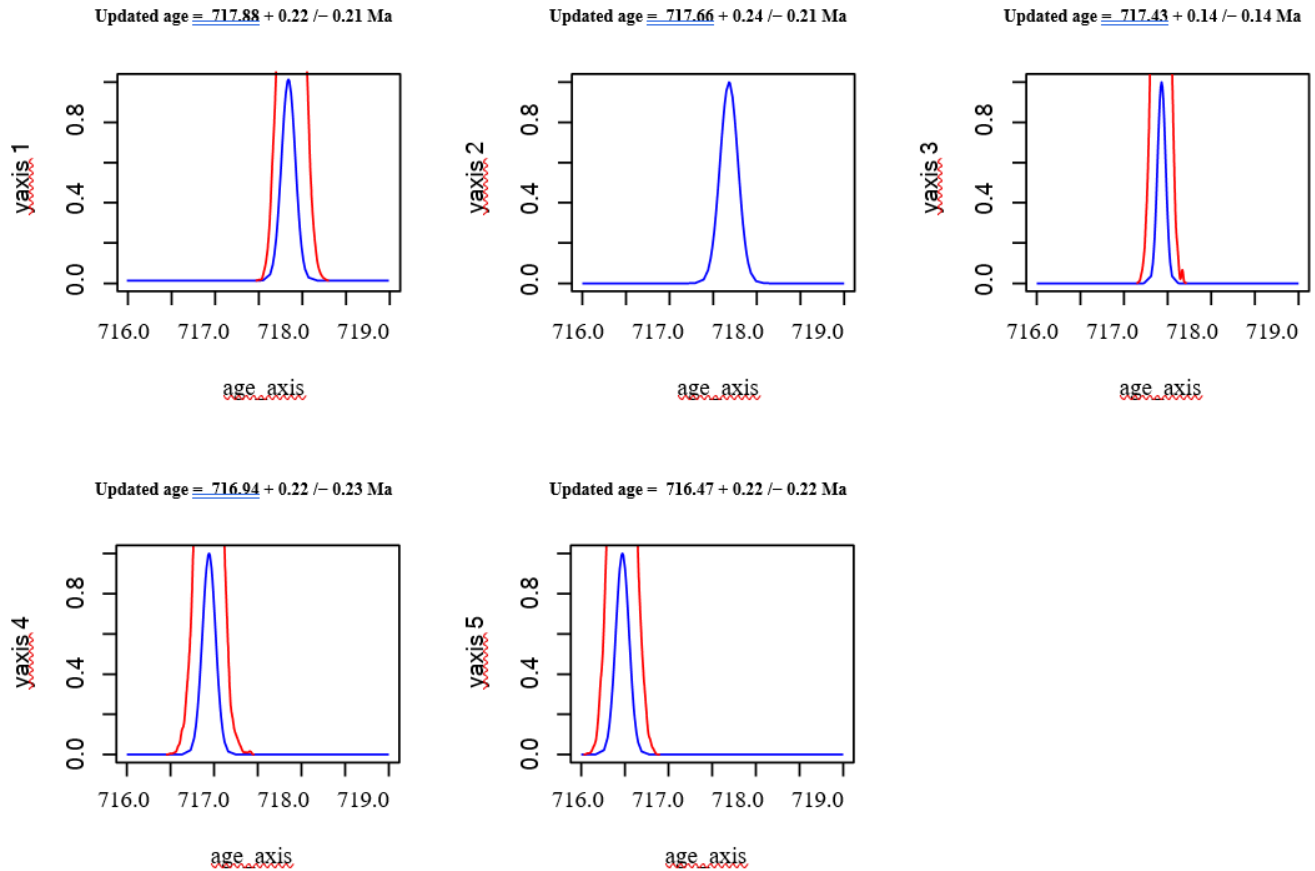 Updated age = 717.88 + 0.22 /− 0.21 Ma
yaxis 1
0.8
0.4
0.0
716.0 717.0 718.0 719.0
age_axis
Updated age = 717.66 + 0.24 /− 0.21 Ma
yaxis 2
0.8
0.4
0.0
716.0 717.0 718.0 719.0
age_axis
Updated age = 717.43 + 0.14 /− 0.14 Ma
yaxis 3
0.8
0.4
0.0
716.0 717.0 718.0 719.0
age_axis
Updated age = 716.94 + 0.22 /− 0.23 Ma
yaxis 4
0.8
0.4
0.0
716.0 717.0 718.0 719.0
age_axis
Updated age = 716.47 + 0.22 /− 0.22 Ma
yaxis 5
0.8
0.4
0.0
716.0 717.0 718.0 719.0
age_axis